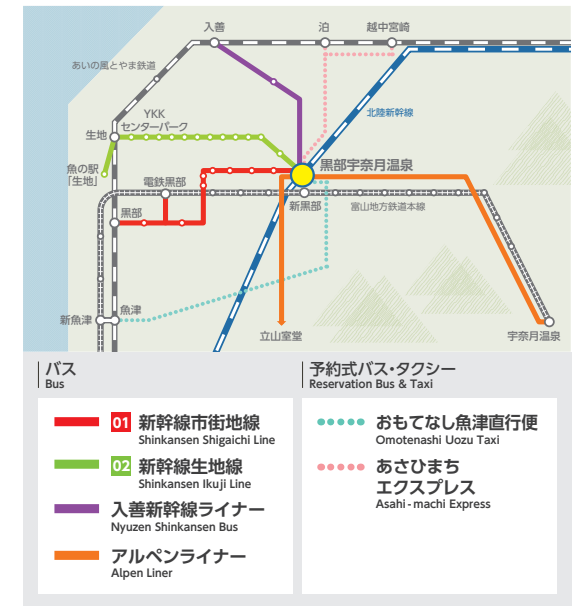 入善
泊
越中宮崎
あいの風とやま鉄道
北陸新幹線
YKK
センターパーク
生地
魚の駅
「生地」
電鉄黒部
黒部宇奈月温泉
黒部
新黒部
富山地方鉄道本線
魚津
新魚津
立山室堂
宇奈月温泉
バス
Bus
01 新幹線市街地線
Shinkansen Shigaichi Line
02 新幹線生地線
Shinkansen Ikuji Line
入善新幹線ライナー
Nyuzen Shinkansen Bus
アルペンライナー
Alpen Liner
予約式バス・タクシー
Reservation Bus & Taxi
おもてなし魚津直行便
Omotenashi Uozu Taxi
あさひまち
エクスプレス
Asahi-machi Express